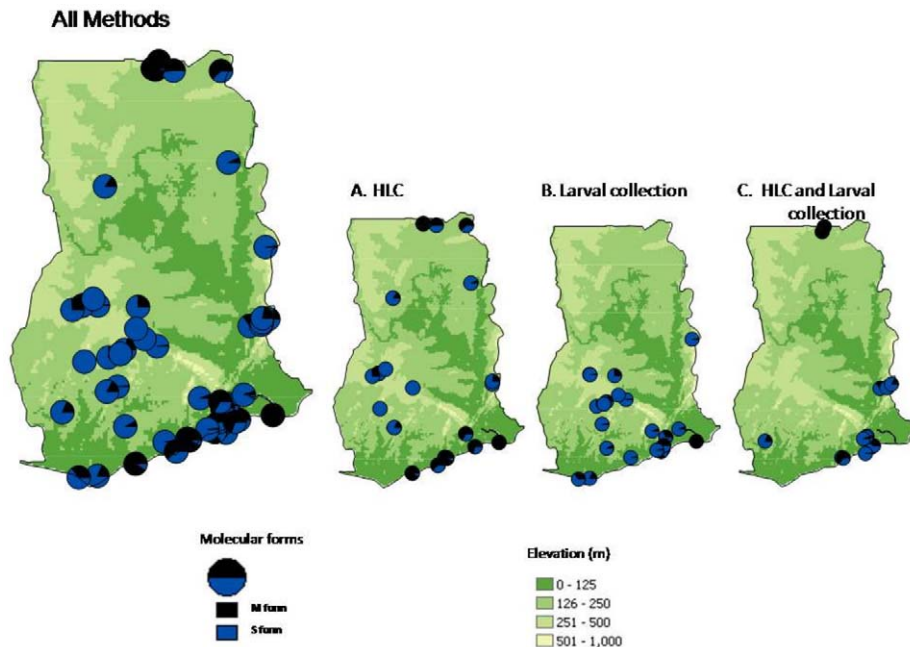 All Methods
A. HLC
B. Larval collection
C. HLC and Larval
collection
Molecular forms
M form
S form
Elevation (m)
0 - 125
126 - 250
251 - 500
501 - 1,000